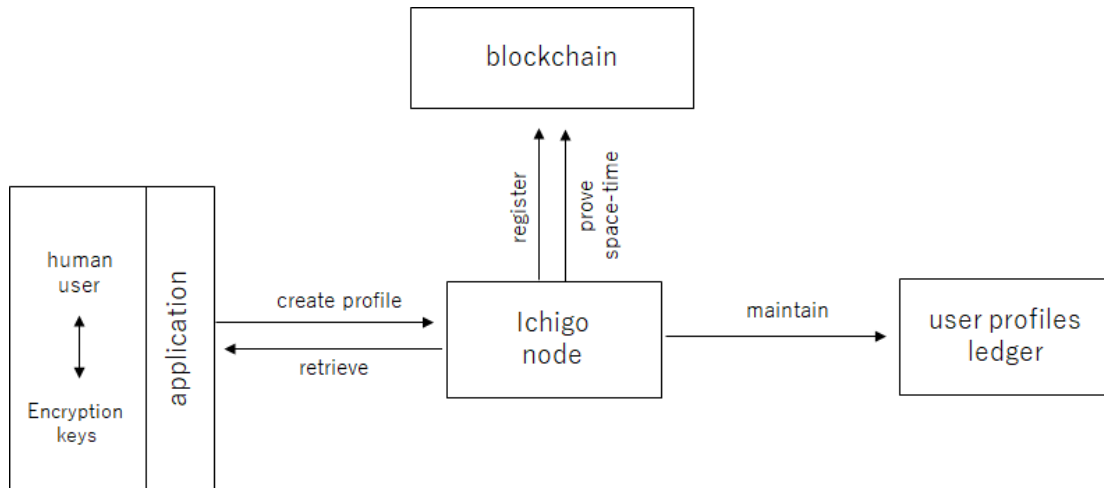 blockchain
register
prove
space-time
human
user
Encryption
keys
application
create profile
retrieve
Ichigo
node
maintain
user profiles
ledger